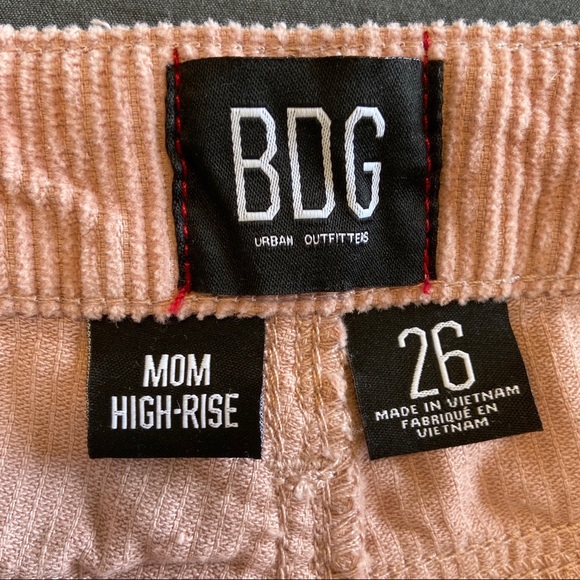 BDG
URBAN OUTFITTERS
MOM
HIGH-RISE
26
MADE IN VIETNAM
FABRIQUÉ EN
VIETNAM